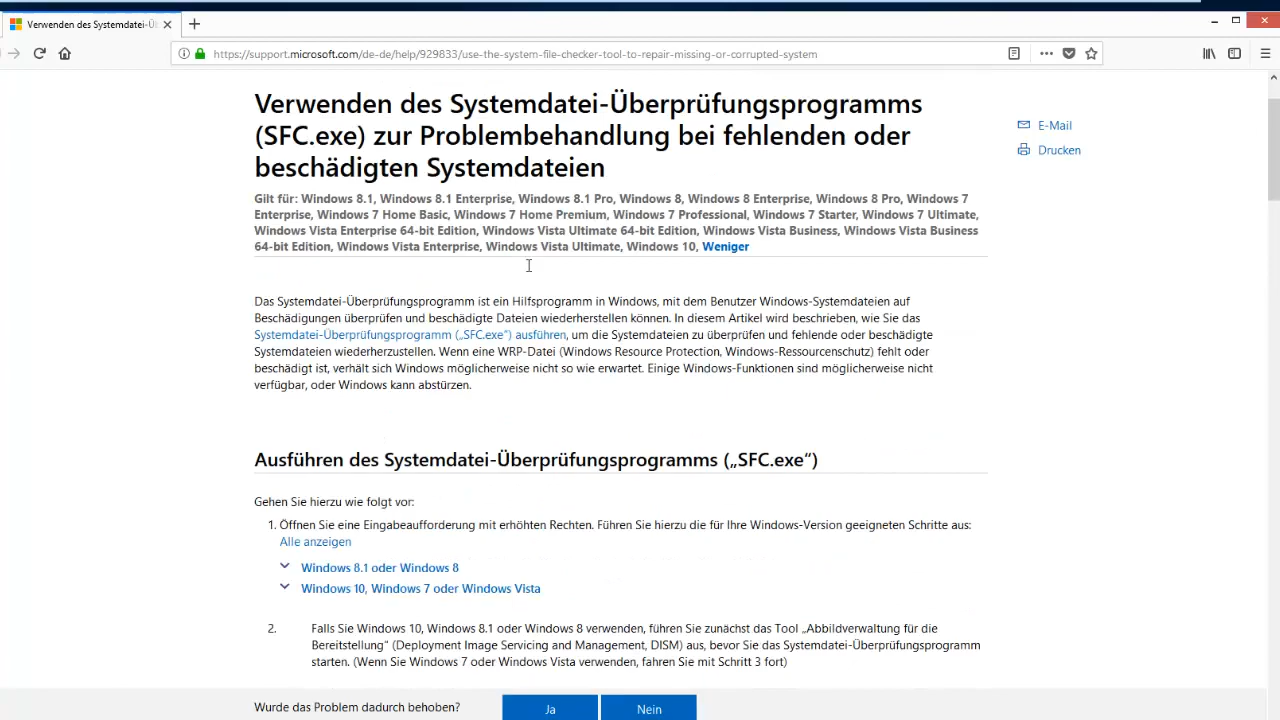 Verwenden des Systemdatei-Üb
https://support.microsoft.com/de-de/help/929833/use-the-system-file-checker-tool-to-repair-missing-or-corrupted-system
Verwenden des Systemdatei-Überprüfungsprogramms
(SFC.exe) zur Problembehandlung bei fehlenden oder
beschädigten Systemdateien
E-Mail
Drucken
Gilt für: Windows 8.1, Windows 8.1 Enterprise, Windows 8.1 Pro, Windows 8, Windows 8 Enterprise, Windows 8 Pro, Windows 7
Enterprise, Windows 7 Home Basic, Windows 7 Home Premium, Windows 7 Professional, Windows 7 Starter, Windows 7 Ultimate,
Windows Vista Enterprise 64-bit Edition, Windows Vista Ultimate 64-bit Edition, Windows Vista Business, Windows Vista Business
64-bit Edition, Windows Vista Enterprise, Windows Vista Ultimate, Windows 10, Weniger
Das Systemdatei-Überprüfungsprogramm ist ein Hilfsprogramm in Windows, mit dem Benutzer Windows-Systemdateien auf
Beschädigungen überprüfen und beschädigte Dateien wiederherstellen können. In diesem Artikel wird beschrieben, wie Sie das
Systemdatei-Überprüfungsprogramm („SFC.exe“) ausführen, um die Systemdateien zu überprüfen und fehlende oder beschädigte
Systemdateien wiederherzustellen. Wenn eine WRP-Datei (Windows Resource Protection, Windows-Ressourcenschutz) fehlt oder
beschädigt ist, verhält sich Windows möglicherweise nicht so wie erwartet. Einige Windows-Funktionen sind möglicherweise nicht
verfügbar, oder Windows kann abstürzen.
Ausführen des Systemdatei-Überprüfungsprogramms („SFC.exe“)
Gehen Sie hierzu wie folgt vor:
1. Öffnen Sie eine Eingabeaufforderung mit erhöhten Rechten. Führen Sie hierzu die für Ihre Windows-Version geeigneten Schritte aus:
Alle anzeigen
Windows 8.1 oder Windows 8
Windows 10, Windows 7 oder Windows Vista
2. Falls Sie Windows 10, Windows 8.1 oder Windows 8 verwenden, führen Sie zunächst das Tool „Abbildverwaltung für die
Bereitstellung“ (Deployment Image Servicing and Management, DISM) aus, bevor Sie das Systemdatei-Überprüfungsprogramm
starten. (Wenn Sie Windows 7 oder Windows Vista verwenden, fahren Sie mit Schritt 3 fort)
Wurde das Problem dadurch behoben?
Ja
Nein